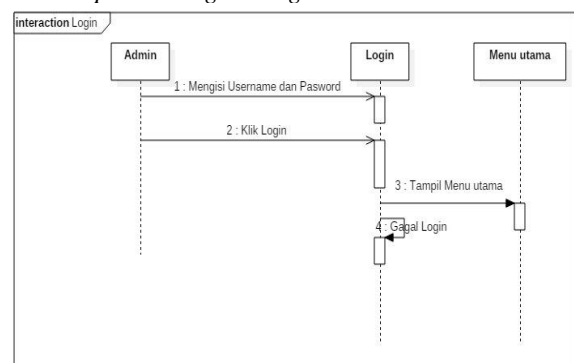 interaction Login
Admin
Login
Menu utama
1 : Mengisi Username dan Pasword
2 : Klik Login
3 : Tampil Menu utama
4 : Gagal Login